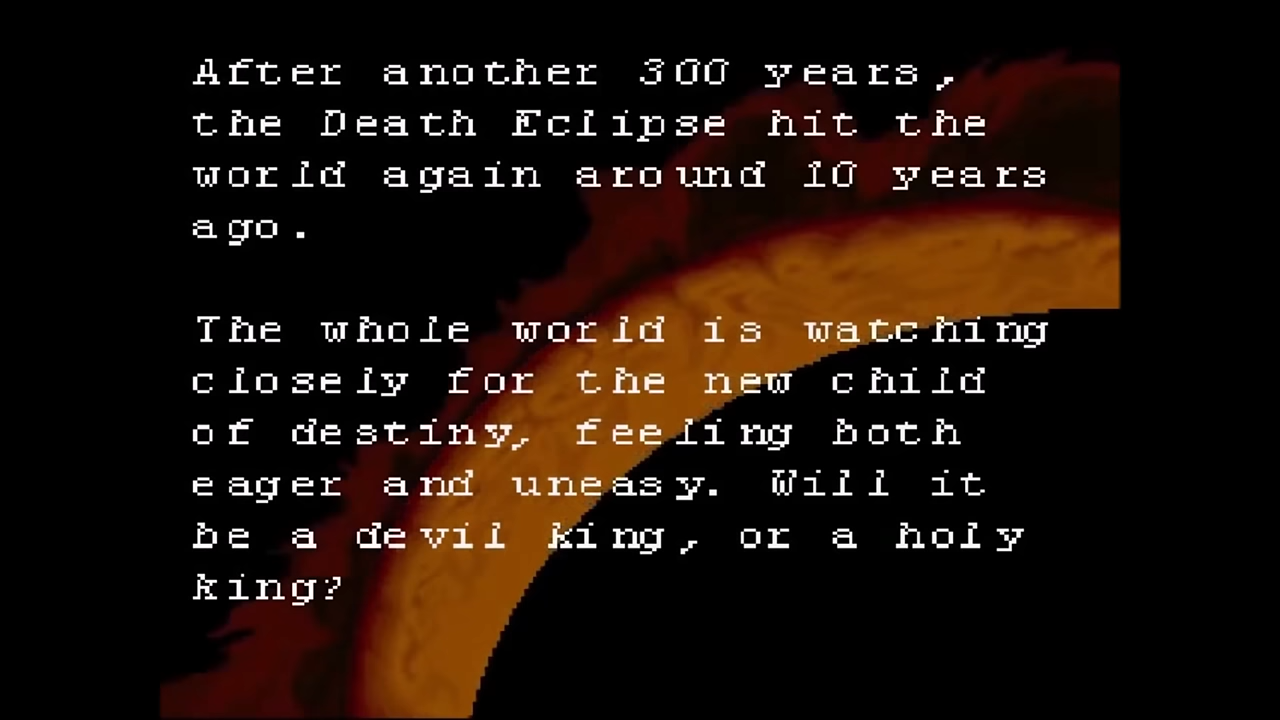 After another 300 years,
the Death Eclipse hit the
world again around 10 years
ago.
The whole world is watching
closely for the new child
of destiny, feeling both
eager and uneasy. Will it
be a devil king, or a holy
king?